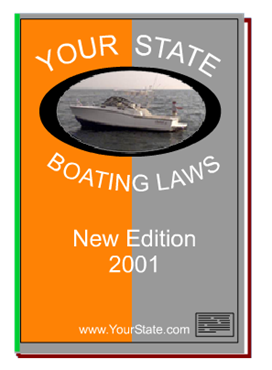 YOUR STATE
BOATING LAWS
New Edition
2001
www.YourState.com